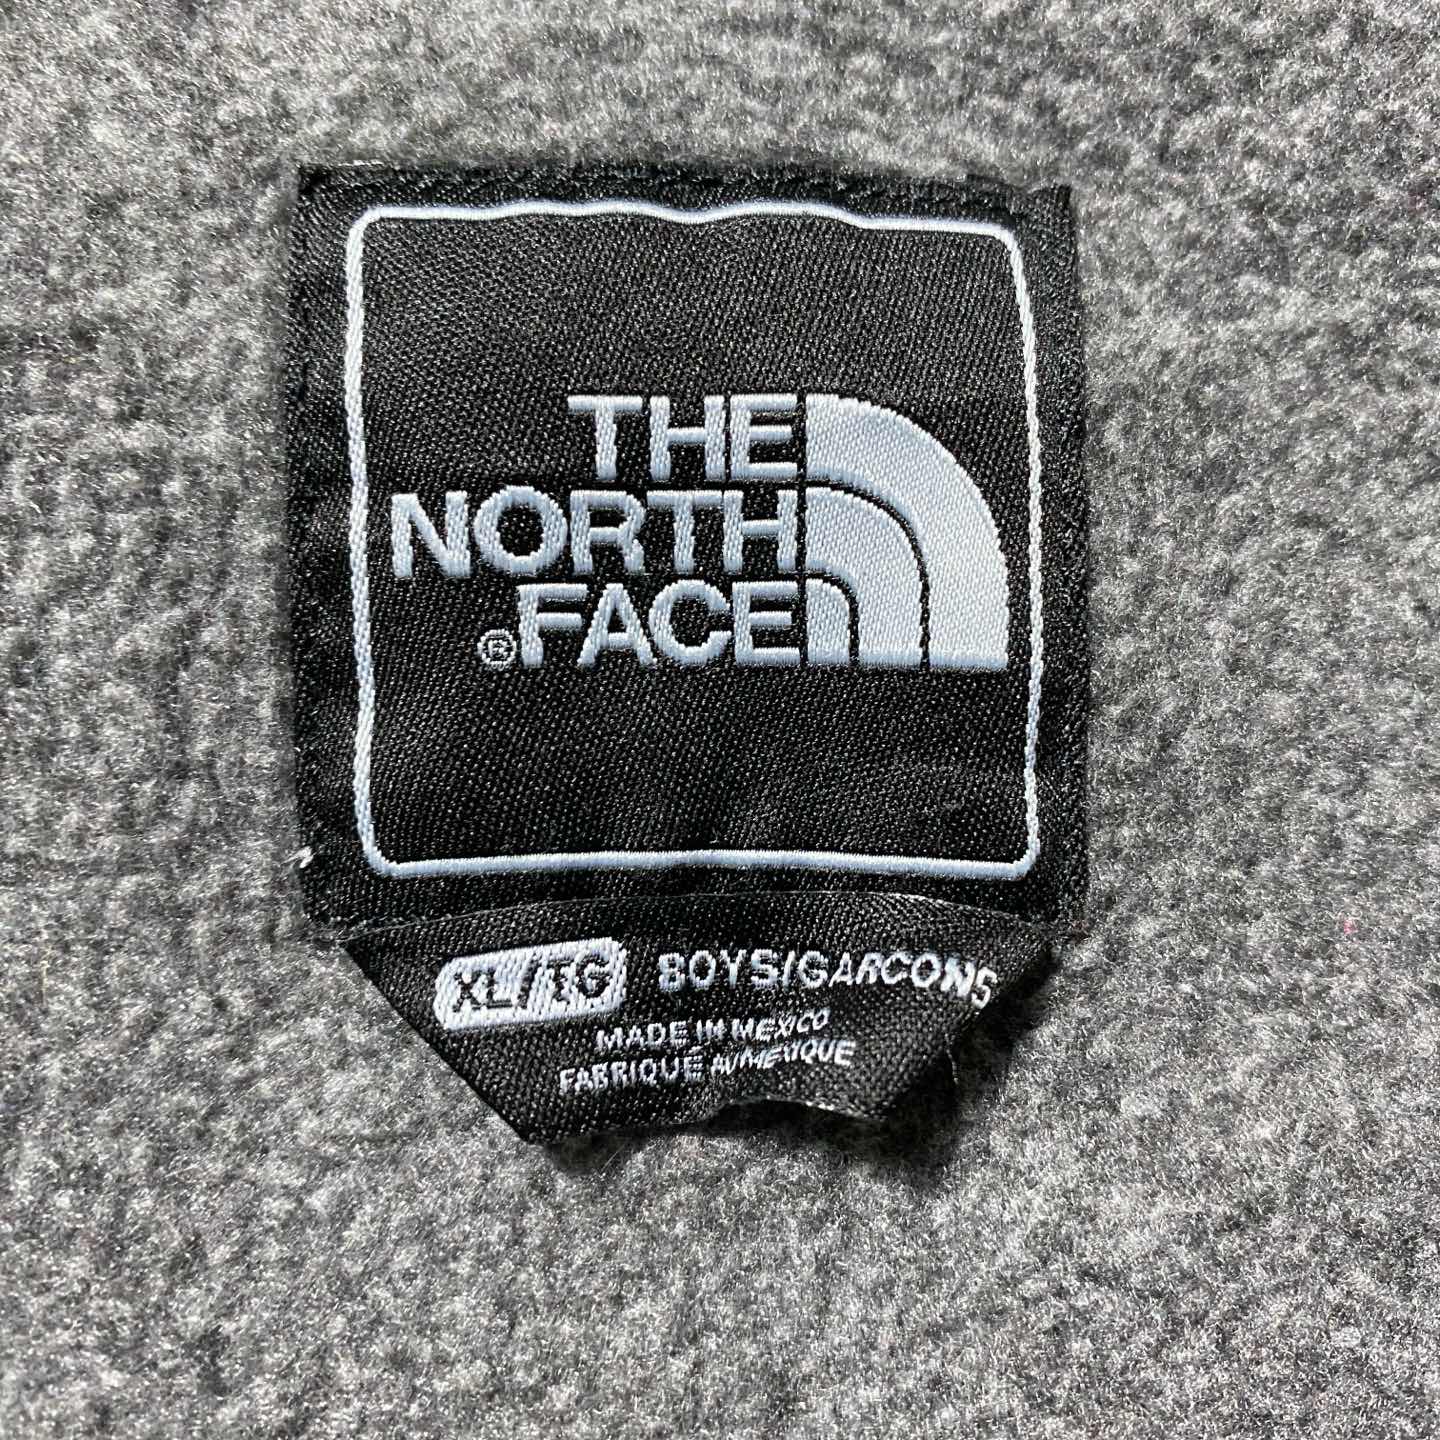 THE
NORTH
®FACE
XL/TG BOYS/GARCONS
MADE IN MEXICO
FABRIQUÉ AU MEXIQUE